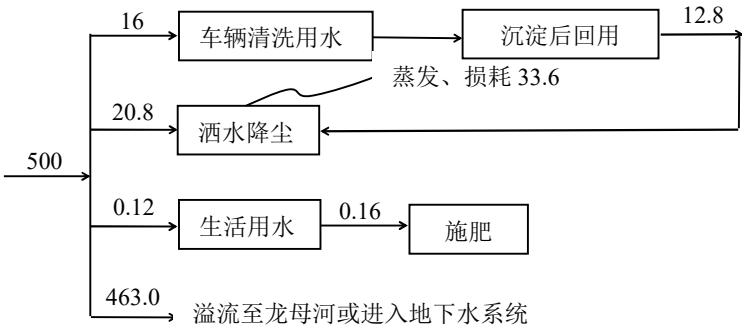 16
车辆清洗用水
沉淀后回用
12.8
蒸发、损耗 33.6
20.8
洒水降尘
500
0.12
生活用水
0.16
施肥
463.0
溢流至龙母河或进入地下水系统